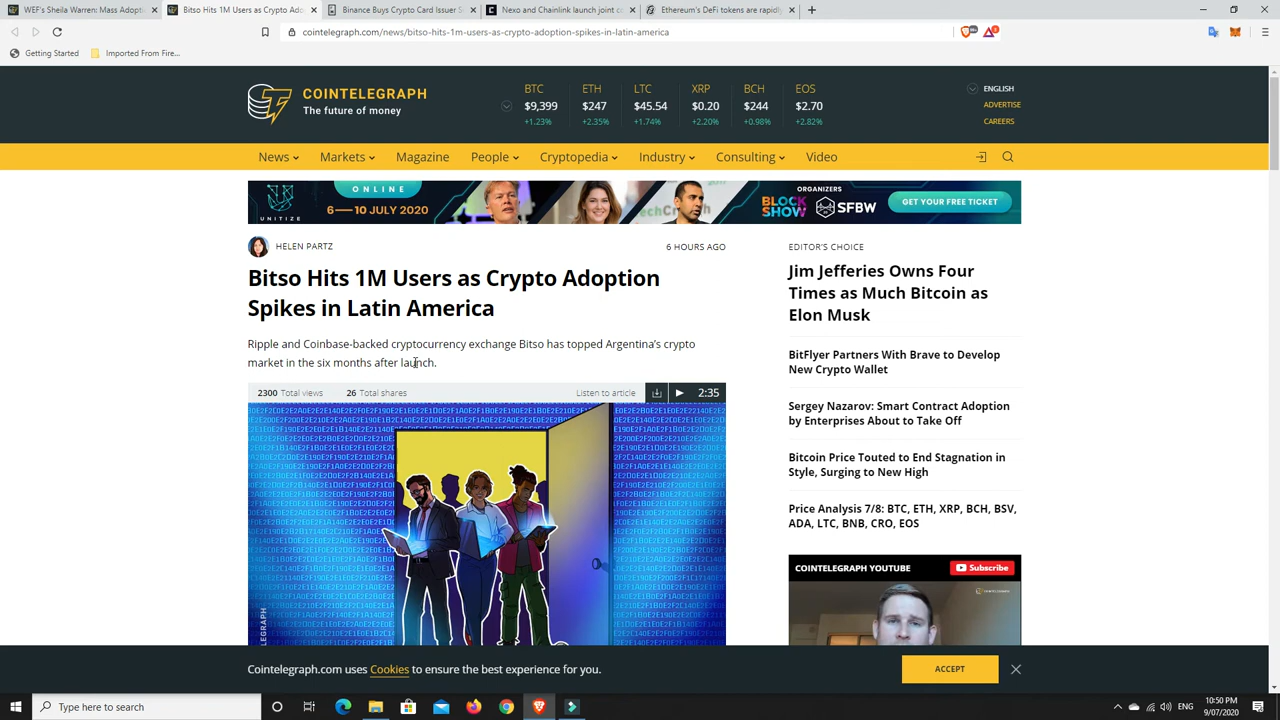 WEF's Sheila Warren: Mass Adoption
Bitso Hits 1M Users as Crypto Ado
Binance Buys Crypto Card Issuer S
Nexo and Chainlink launch joint co
Ethereum's DeFi tokens are rapidly
cointelegraph.com/news/bitso-hits-1m-users-as-crypto-adoption-spikes-in-latin-america
Getting Started
Imported From Fire...
COINTELEGRAPH
The future of money
BTC ETH LTC XRP BCH EOS
$9,399 $247 $45.54 $0.20 $244 $2.70
+1.23% +2.35% +1.74% +2.20% +0.98% +2.82%
ENGLISH
ADVERTISE
CAREERS
News Markets Magazine People Cryptopedia Industry Consulting Video
UNITIZE
ONLINE
6—10 JULY 2020
ORGANIZERS
BLOCK SHOW
SFBW
GET YOUR FREE TICKET
HELEN PARTZ
6 HOURS AGO
Bitso Hits 1M Users as Crypto Adoption
Spikes in Latin America
Ripple and Coinbase-backed cryptocurrency exchange Bitso has topped Argentina's crypto
market in the six months after launch.
2300 Total views 26 Total shares
Listen to article 2:35
EDITOR'S CHOICE
Jim Jefferies Owns Four
Times as Much Bitcoin as
Elon Musk
BitFlyer Partners With Brave to Develop
New Crypto Wallet
Sergey Nazarov: Smart Contract Adoption
by Enterprises About to Take Off
Bitcoin Price Touted to End Stagnation in
Style, Surging to New High
Price Analysis 7/8: BTC, ETH, XRP, BCH, BSV,
ADA, LTC, BNB, CRO, EOS
COINTELEGRAPH YOUTUBE
Subscribe
Cointelegraph.com uses Cookies to ensure the best experience for you.
ACCEPT
Type here to search
ENG
10:50 PM
9/07/2020